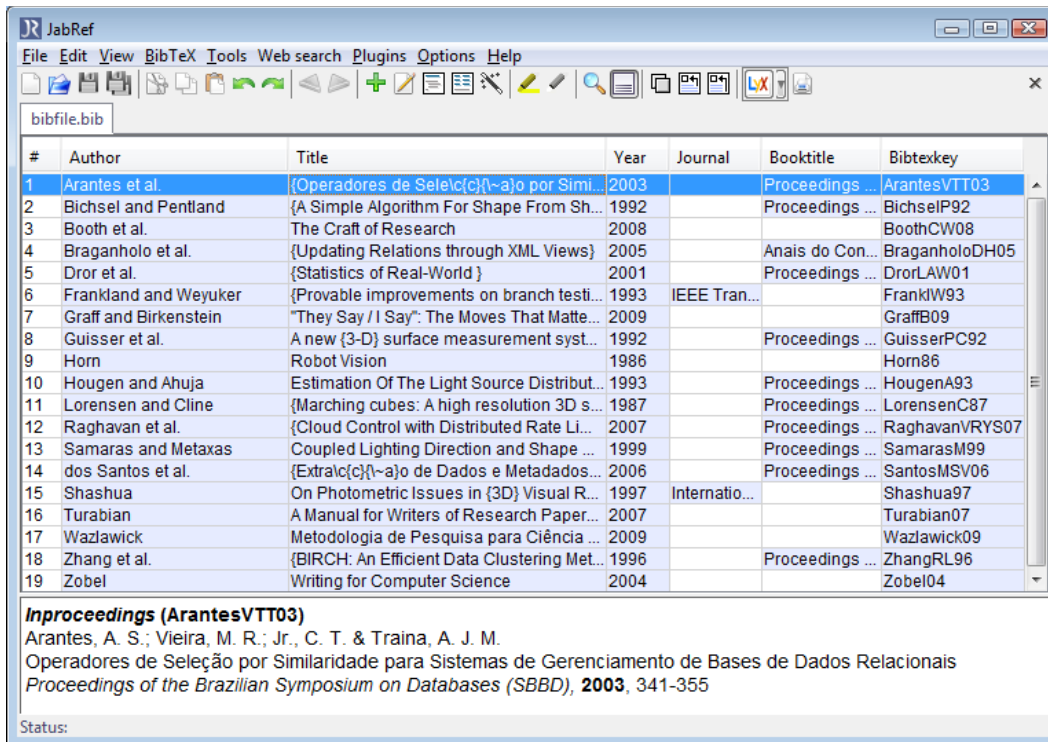 JabRef
File Edit View BibTeX Tools Web search Plugins Options Help
LyX
bibfile.bib
# Author Title Year Journal Booktitle Bibtexkey
1 Arantes et al. {Operadores de Sele\c{c}{\~a}o por Simi... 2003 Proceedings ... ArantesVTT03
2 Bichsel and Pentland {A Simple Algorithm For Shape From Sh... 1992 Proceedings ... BichselP92
3 Booth et al. The Craft of Research 2008 BoothCW08
4 Braganholo et al. {Updating Relations through XML Views} 2005 Anais do Con... BraganholoDH05
5 Dror et al. {Statistics of Real-World } 2001 Proceedings ... DrorLAW01
6 Frankland and Weyuker {Provable improvements on branch testi... 1993 IEEE Tran... FranklW93
7 Graff and Birkenstein "They Say / I Say": The Moves That Matte... 2009 GraffB09
8 Guisser et al. A new {3-D} surface measurement syst... 1992 Proceedings ... GuisserPC92
9 Horn Robot Vision 1986 Horn86
10 Hougen and Ahuja Estimation Of The Light Source Distribut... 1993 Proceedings ... HougenA93
11 Lorensen and Cline {Marching cubes: A high resolution 3D s... 1987 Proceedings ... LorensenC87
12 Raghavan et al. {Cloud Control with Distributed Rate Li... 2007 Proceedings ... RaghavanVRYS07
13 Samaras and Metaxas Coupled Lighting Direction and Shape ... 1999 Proceedings ... SamarasM99
14 dos Santos et al. {Extra\c{c}{\~a}o de Dados e Metadados... 2006 Proceedings ... SantosMSV06
15 Shashua On Photometric Issues in {3D} Visual R... 1997 Internatio... Shashua97
16 Turabian A Manual for Writers of Research Paper... 2007 Turabian07
17 Wazlawick Metodologia de Pesquisa para Ciência ... 2009 Wazlawick09
18 Zhang et al. {BIRCH: An Efficient Data Clustering Met... 1996 Proceedings ... ZhangRL96
19 Zobel Writing for Computer Science 2004 Zobel04
Inproceedings (ArantesVTT03)
Arantes, A. S.; Vieira, M. R.; Jr., C. T. & Traina, A. J. M.
Operadores de Seleção por Similaridade para Sistemas de Gerenciamento de Bases de Dados Relacionais
Proceedings of the Brazilian Symposium on Databases (SBBD), 2003, 341-355
Status: